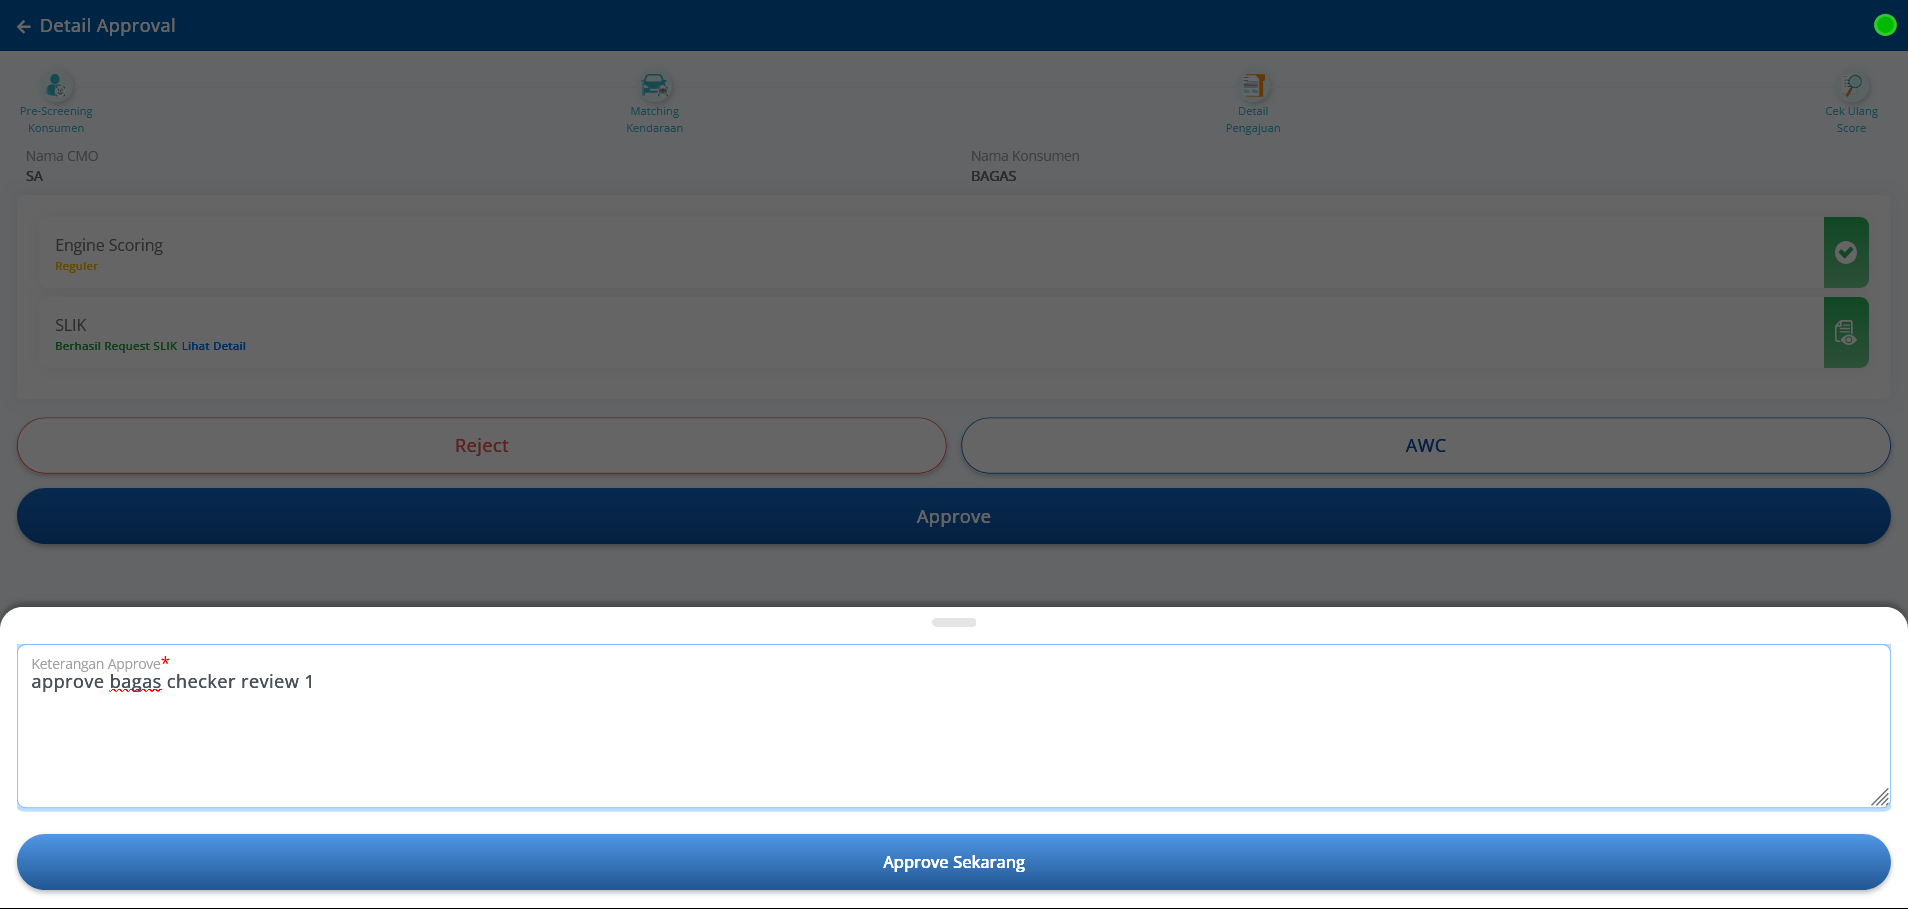 Detail Approval
Pre-Screening
Konsumen
Matching
Kendaraan
Detail
Pengajuan
Cek Ulang
Score
Nama CMO
SA
Nama Konsumen
BAGAS
Engine Scoring
Reguler
SLIK
Berhasil Request SLIK Lihat Detail
Reject
AWC
Approve
Keterangan Approve*
approve bagas checker review 1
Approve Sekarang